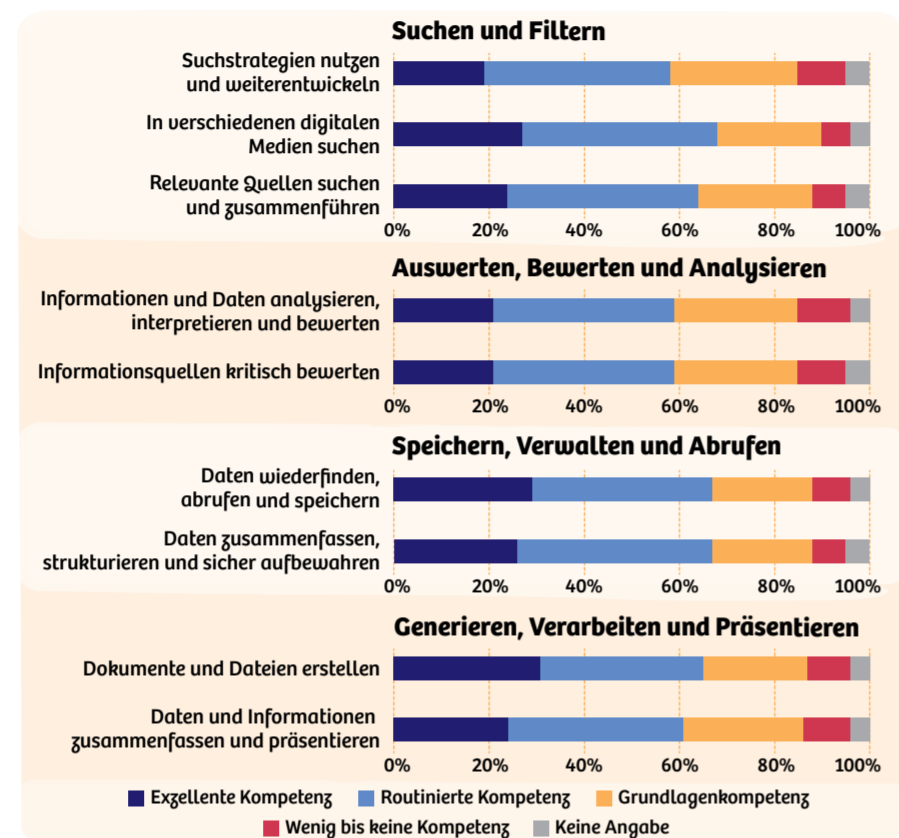 Suchen und Filtern
Suchstrategien nutzen
und weiterentwickeln
In verschiedenen digitalen
Medien suchen
Relevante Quellen suchen
und zusammenführen
0% 20% 40% 60% 80% 100%
Auswerten, Bewerten und Analysieren
Informationen und Daten analysieren,
interpretieren und bewerten
Informationsquellen kritisch bewerten
0% 20% 40% 60% 80% 100%
Speichern, Verwalten und Abrufen
Daten wiederfinden,
abrufen und speichern
Daten zusammenfassen,
strukturieren und sicher aufbewahren
0% 20% 40% 60% 80% 100%
Generieren, Verarbeiten und Präsentieren
Dokumente und Dateien erstellen
Daten und Informationen
zusammenfassen und präsentieren
0% 20% 40% 60% 80% 100%
Exzellente Kompetenz Routinierte Kompetenz Grundlagenkompetenz
Wenig bis keine Kompetenz Keine Angabe